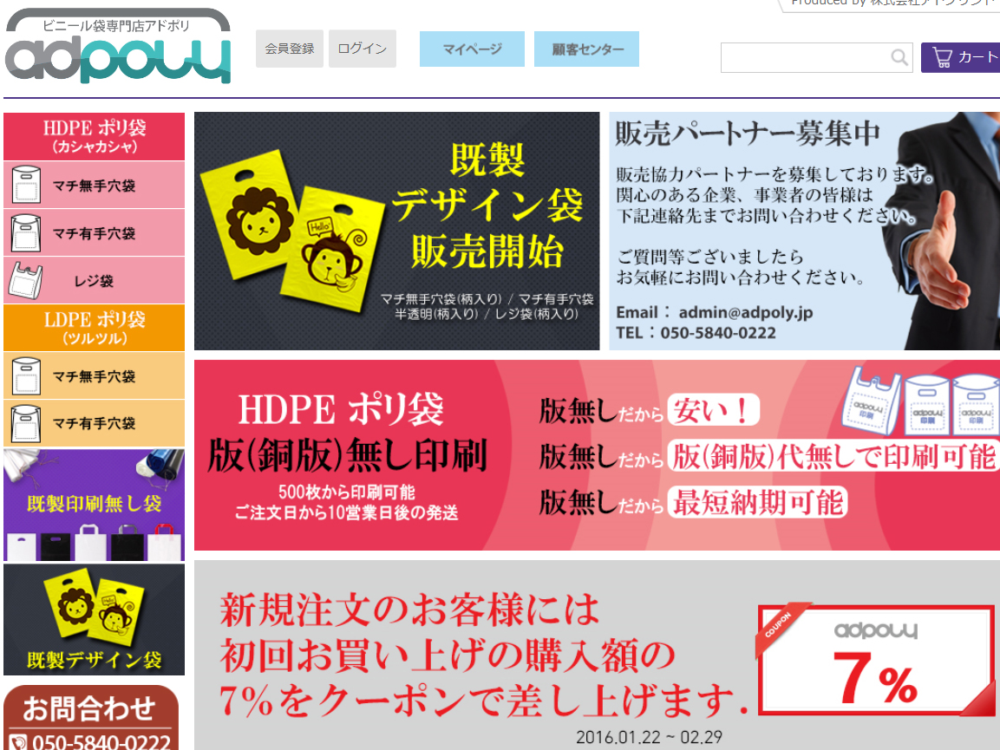 Produced by 株式会社アドプリント
ビニール袋専門店アドポリ
adpoly
会員登録
ログイン
マイページ
顧客センター
カート
HDPE ポリ袋
(カシャカシャ)
マチ無手穴袋
マチ有手穴袋
レジ袋
LDPE ポリ袋
(ツルツル)
マチ無手穴袋
マチ有手穴袋
既製印刷無し袋
既製デザイン袋
お問合わせ
050-5840-0222
Hello!
既製
デザイン袋
販売開始
マチ無手穴袋(柄入り) / マチ有手穴袋
半透明(柄入り) / レジ袋(柄入り)
販売パートナー募集中
販売協力パートナーを募集しております。
関心のある企業、事業者の皆様は
下記連絡先までお問い合わせください。
ご質問等ございましたら
お気軽にお問い合わせください。
Email : admin@adpoly.jp
TEL : 050-5840-0222
HDPE ポリ袋
版(銅版)無し印刷
500枚から印刷可能
ご注文日から10営業日後の発送
版無しだから 安い!
版無しだから 版(銅版)代無しで印刷可能
版無しだから 最短納期可能
adpoly
印刷
adpoly
印刷
adpoly
印刷
新規注文のお客様には
初回お買い上げの購入額の
7%をクーポンで差し上げます.
2016.01.22 ~ 02.29
COUPON
adpoly
7%